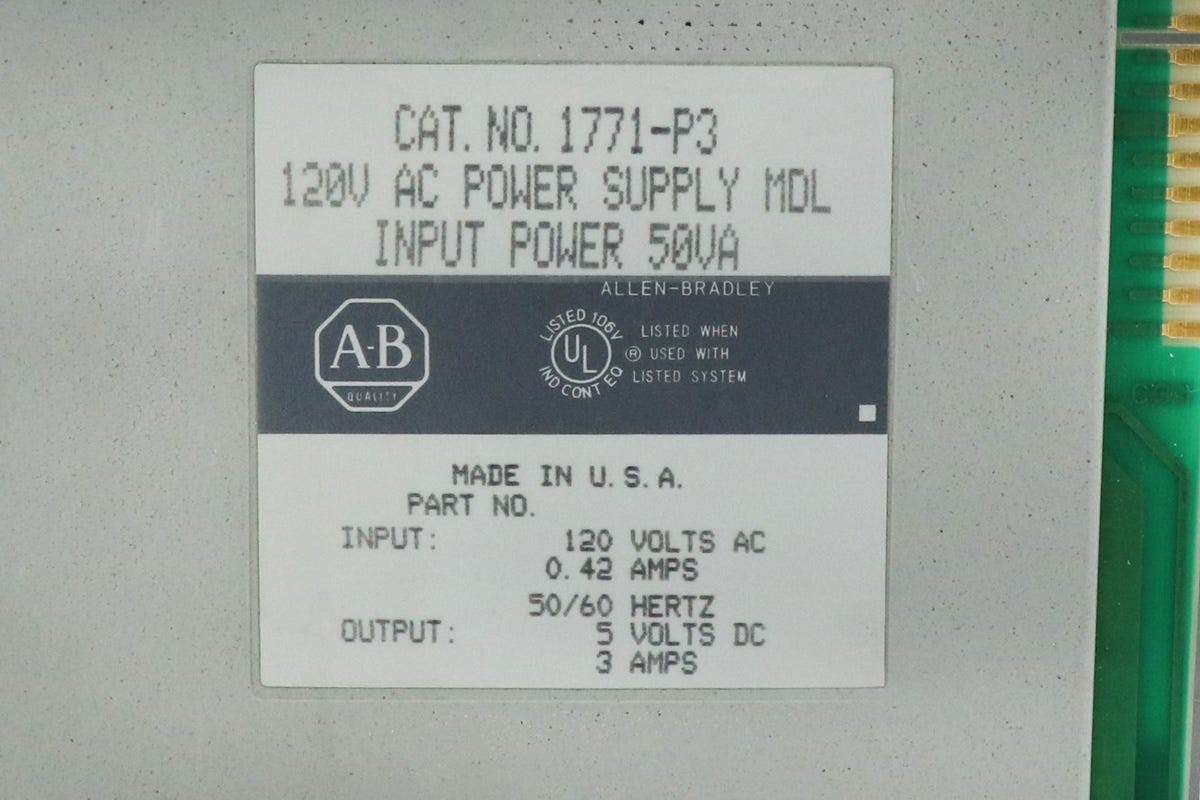 CAT. NO. 1771-P3
120V AC POWER SUPPLY MDL
INPUT POWER 50VA
ALLEN-BRADLEY
A-B
QUALITY
LISTED 106V
UL
IND CONT EQ
®
LISTED WHEN
USED WITH
LISTED SYSTEM
MADE IN U.S.A.
PART NO.
INPUT: 120 VOLTS AC
0.42 AMPS
50/60 HERTZ
OUTPUT: 5 VOLTS DC
3 AMPS